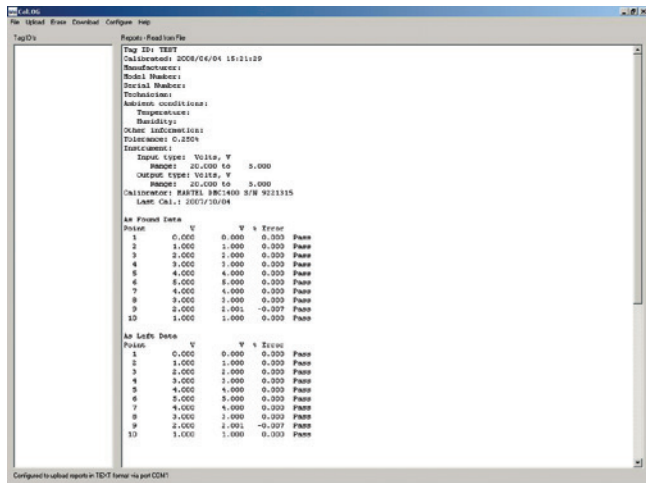 CalLOG
File Upload Erase Download Configure Help
Tag ID's
Reports - Read from File
Tag ID: TEST
Calibrated: 2008/06/04 15:21:29
Manufacturer:
Model Number:
Serial Number:
Technician:
Ambient conditions:
Temperature:
Humidity:
Other information:
Tolerance: 0.250%
Instrument:
Input type: Volts, V
Range: 20.000 to 5.000
Output type: Volts, V
Range: 20.000 to 5.000
Calibrator: MARTEL DBC1400 S/N 9221315
Last Cal.: 2007/10/04
As Found Data
Point V V % Error
1 0.000 0.000 0.000 Pass
2 1.000 1.000 0.000 Pass
3 2.000 2.000 0.000 Pass
4 3.000 3.000 0.000 Pass
5 4.000 4.000 0.000 Pass
6 5.000 5.000 0.000 Pass
7 4.000 4.000 0.000 Pass
8 3.000 3.000 0.000 Pass
9 2.000 2.001 -0.007 Pass
10 1.000 1.000 0.000 Pass
As Left Data
Point V V % Error
1 0.000 0.000 0.000 Pass
2 1.000 1.000 0.000 Pass
3 2.000 2.000 0.000 Pass
4 3.000 3.000 0.000 Pass
5 4.000 4.000 0.000 Pass
6 5.000 5.000 0.000 Pass
7 4.000 4.000 0.000 Pass
8 3.000 3.000 0.000 Pass
9 2.000 2.001 -0.007 Pass
10 1.000 1.000 0.000 Pass
Configured to upload reports in TEXT format via port COM1